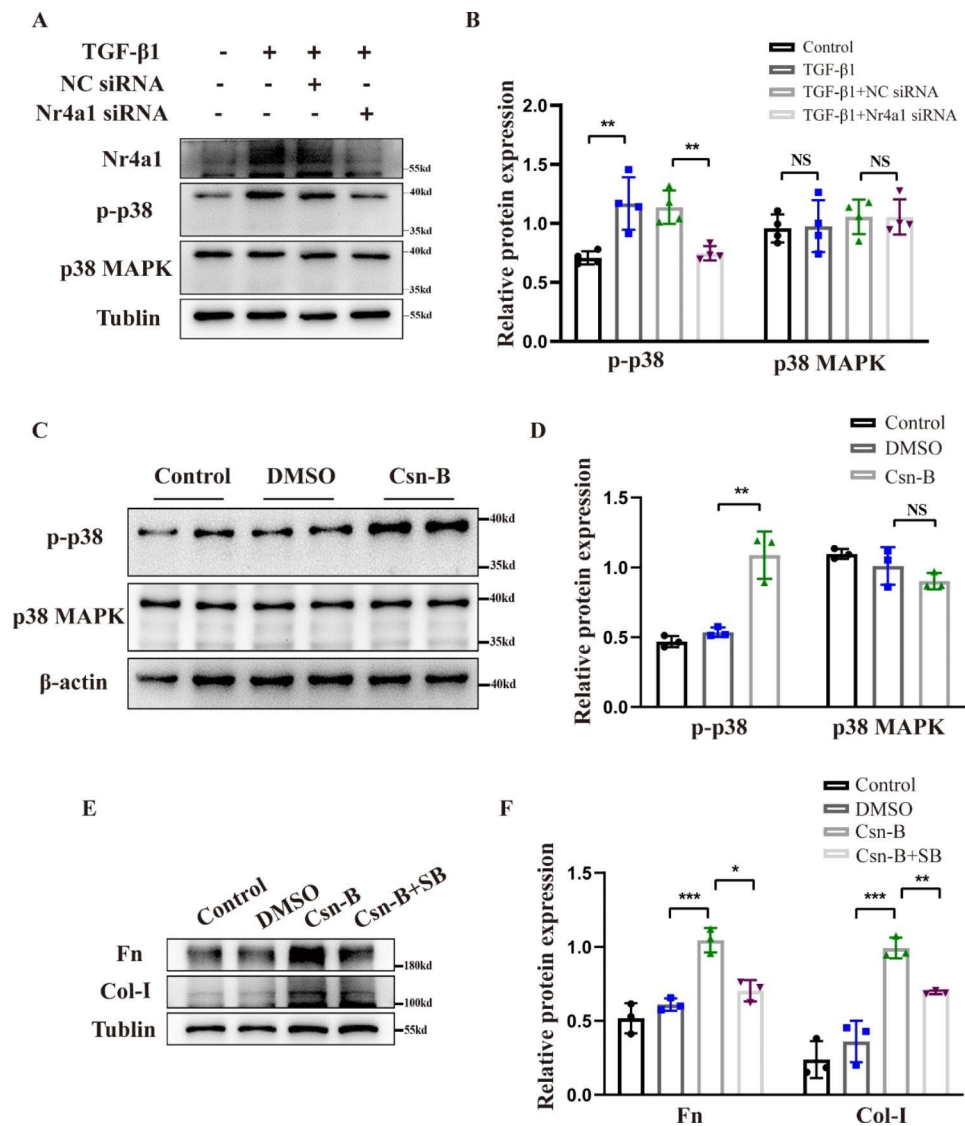 A
TGF-β1 - + + +
NC siRNA - - + -
Nr4a1 siRNA - - - +
Nr4a1
55kd
p-p38
40kd
35kd
p38 MAPK
40kd
35kd
Tublin
55kd
B
Control
TGF-β1
TGF-β1+NC siRNA
TGF-β1+Nr4a1 siRNA
Relative protein expression
2.0
1.5
1.0
0.5
0.0
** ** NS NS
p-p38 p38 MAPK
C
Control DMSO Csn-B
p-p38
40kd
35kd
p38 MAPK
40kd
35kd
β-actin
40kd
D
Control
DMSO
Csn-B
Relative protein expression
1.5
1.0
0.5
0.0
** NS
p-p38 p38 MAPK
E
Control DMSO Csn-B Csn-B+SB
Fn
180kd
Col-I
100kd
Tublin
55kd
F
Control
DMSO
Csn-B
Csn-B+SB
Relative protein expression
1.5
1.0
0.5
0.0
*** * *** **
Fn Col-I